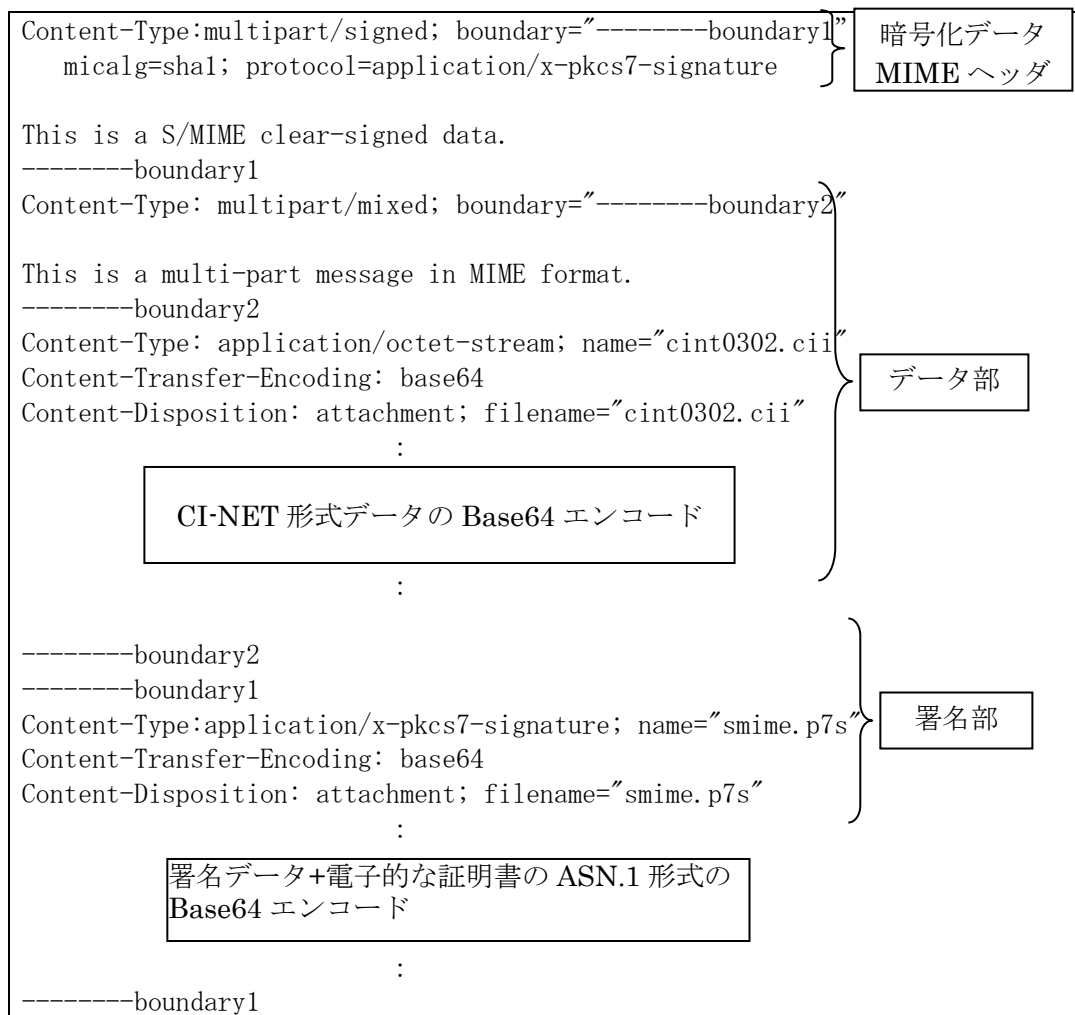 Content-Type:multipart/signed; boundary="--------boundary1”
micalg=sha1; protocol=application/x-pkcs7-signature
暗号化データ
MIME ヘッダ
This is a S/MIME clear-signed data.
--------boundary1
Content-Type: multipart/mixed; boundary="--------boundary2"
This is a multi-part message in MIME format.
--------boundary2
Content-Type: application/octet-stream; name="cint0302.cii"
Content-Transfer-Encoding: base64
Content-Disposition: attachment; filename="cint0302.cii"
データ部
:
CI-NET 形式データの Base64 エンコード
:
--------boundary2
--------boundary1
Content-Type:application/x-pkcs7-signature; name="smime.p7s"
Content-Transfer-Encoding: base64
Content-Disposition: attachment; filename="smime.p7s"
署名部
:
署名データ+電子的な証明書の ASN.1 形式の
Base64 エンコード
:
--------boundary1